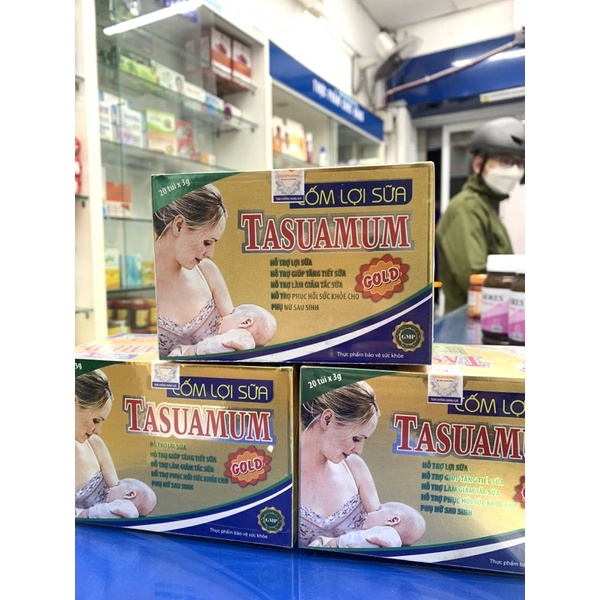 THỰC PHẨM CHỨC NĂNG
20 túi x 3g
CỐM LỢI SỮA
TASUAMUM
HỖ TRỢ LỢI SỮA
HỖ TRỢ GIÚP TĂNG TIẾT SỮA
HỖ TRỢ LÀM GIẢM TẮC SỮA
HỖ TRỢ PHỤC HỒI SỨC KHỎE CHO
PHỤ NỮ SAU SINH
GOLD
GMP
Thực phẩm bảo vệ sức khỏe
CỐM LỢI SỮA
TASUAMUM
HỖ TRỢ LỢI SỮA
HỖ TRỢ GIÚP TĂNG TIẾT SỮA
HỖ TRỢ LÀM GIẢM TẮC SỮA
HỖ TRỢ PHỤC HỒI SỨC KHỎE CHO
PHỤ NỮ SAU SINH
GOLD
GMP
Thực phẩm bảo vệ sức khỏe
20 túi x 3g
CỐM LỢI SỮA
TASUAMUM
HỖ TRỢ LỢI SỮA
HỖ TRỢ GIÚP TĂNG TIẾT SỮA
HỖ TRỢ LÀM GIẢM TẮC SỮA
HỖ TRỢ PHỤC HỒI SỨC KHỎE CHO
PHỤ NỮ SAU SINH
Thực phẩm bảo